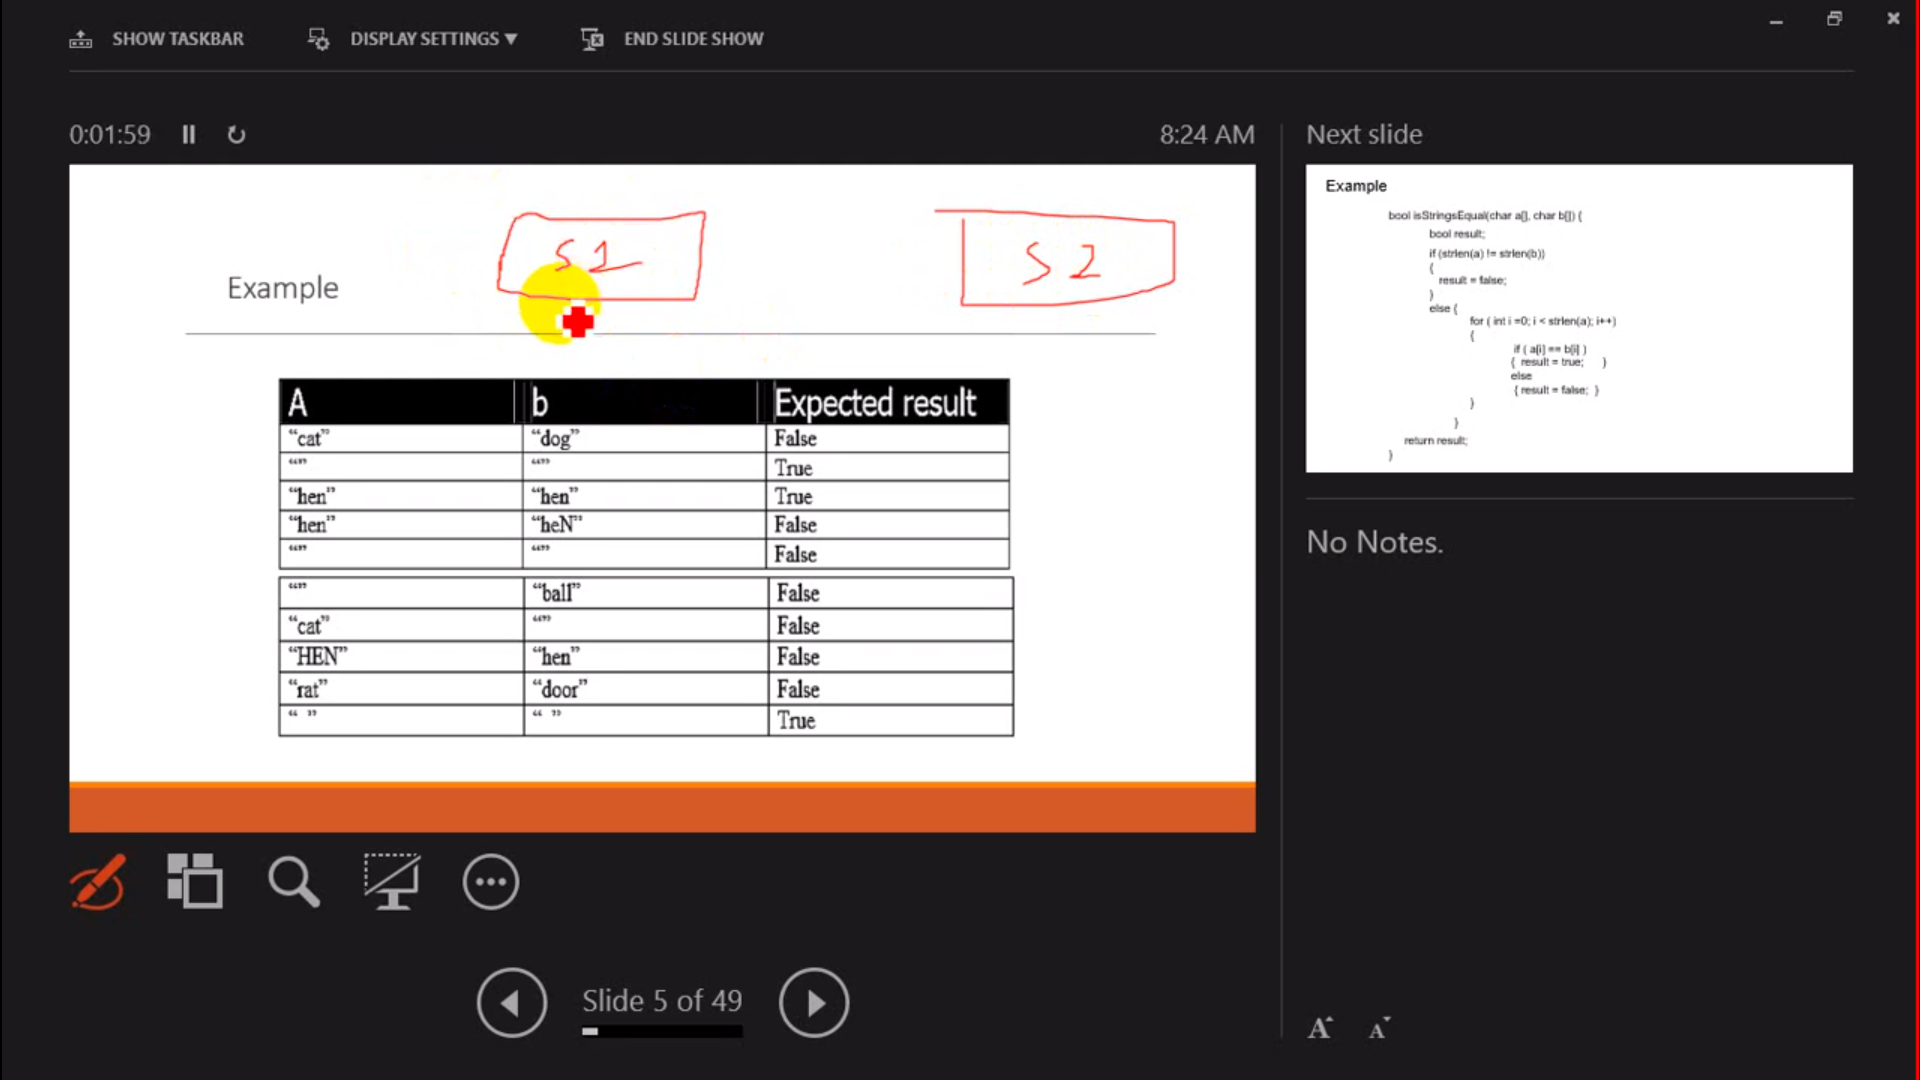 SHOW TASKBAR DISPLAY SETTINGS ▼ END SLIDE SHOW
0:01:59 8:24 AM
S1 S2
Example
A b Expected result
“cat” “dog” False
“” “” True
“hen” “hen” True
“hen” “heN” False
“” “” False
“” “ball” False
“cat” “” False
“HEN” “hen” False
“rat” “door” False
“ ” “ ” True
Slide 5 of 49
Next slide
Example
bool isStringsEqual(char a[], char b[]) {
bool result;
if (strlen(a) != strlen(b))
{
result = false;
}
else {
for ( int i =0; i < strlen(a); i++)
{
if ( a[i] == b[i] )
{ result = true; }
else
{ result = false; }
}
}
return result;
}
No Notes.
A A